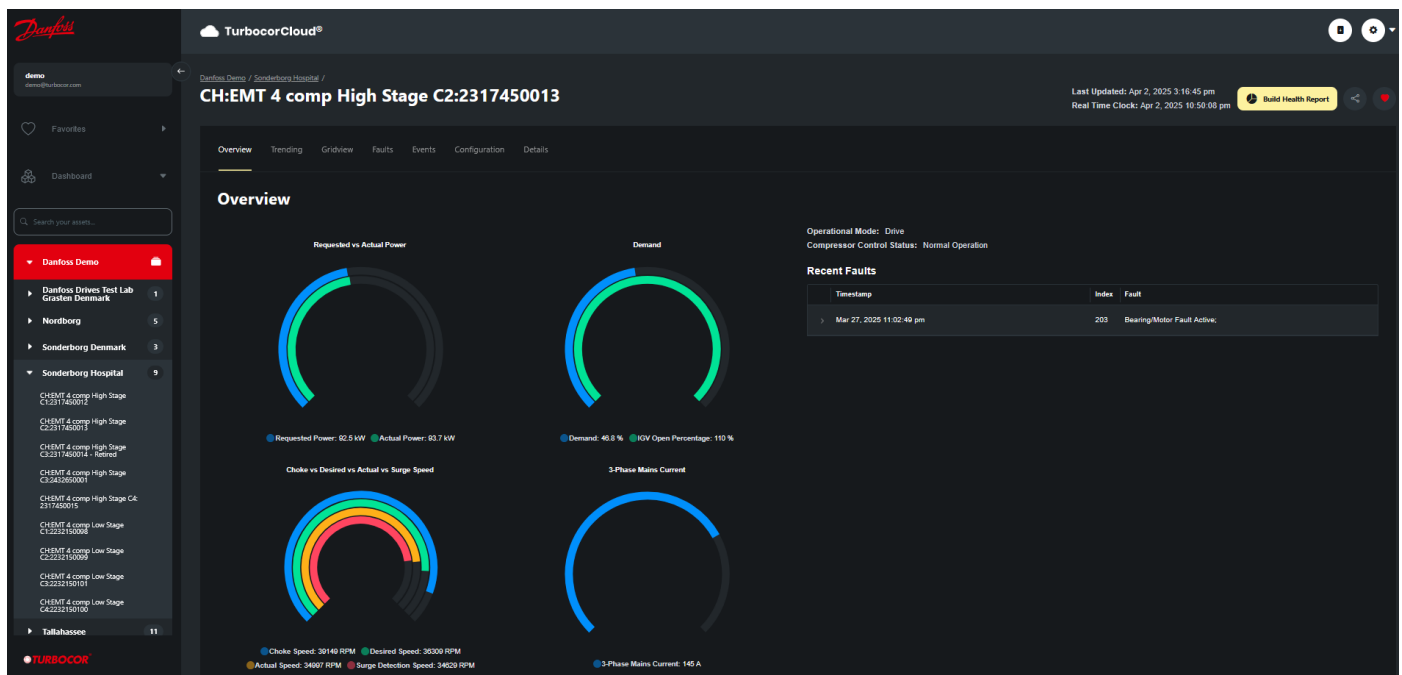 Danfoss
TurbocorCloud®
demo
demo@turbocor.com
Favorites
Dashboard
Search your assets...
Danfoss Demo
Danfoss Drives Test Lab
Grasten Denmark
1
Nordborg
5
Sonderborg Denmark
3
Sonderborg Hospital
9
CH:EMT 4 comp High Stage
C1:2317450012
CH:EMT 4 comp High Stage
C2:2317450013
CH:EMT 4 comp High Stage
C3:2317450014 - Retired
CH:EMT 4 comp High Stage
C3:2432650001
CH:EMT 4 comp High Stage C4:
2317450015
CH:EMT 4 comp Low Stage
C1:2232150098
CH:EMT 4 comp Low Stage
C2:2232150099
CH:EMT 4 comp Low Stage
C3:2232150101
CH:EMT 4 comp Low Stage
C4:2232150100
Tallahassee
11
TURBOCOR
Danfoss Demo / Sonderborg Hospital /
CH:EMT 4 comp High Stage C2:2317450013
Last Updated: Apr 2, 2025 3:16:45 pm
Real Time Clock: Apr 2, 2025 10:50:08 pm
Build Health Report
Overview Trending Gridview Faults Events Configuration Details
Overview
Requested vs Actual Power
Requested Power: 92.5 kW Actual Power: 93.7 kW
Demand
Demand: 46.8 % IGV Open Percentage: 110 %
Choke vs Desired vs Actual vs Surge Speed
Choke Speed: 39149 RPM Desired Speed: 36309 RPM
Actual Speed: 34997 RPM Surge Detection Speed: 34629 RPM
3-Phase Mains Current
3-Phase Mains Current: 145 A
Operational Mode: Drive
Compressor Control Status: Normal Operation
Recent Faults
Timestamp Index Fault
Mar 27, 2025 11:02:49 pm 203 Bearing/Motor Fault Active;